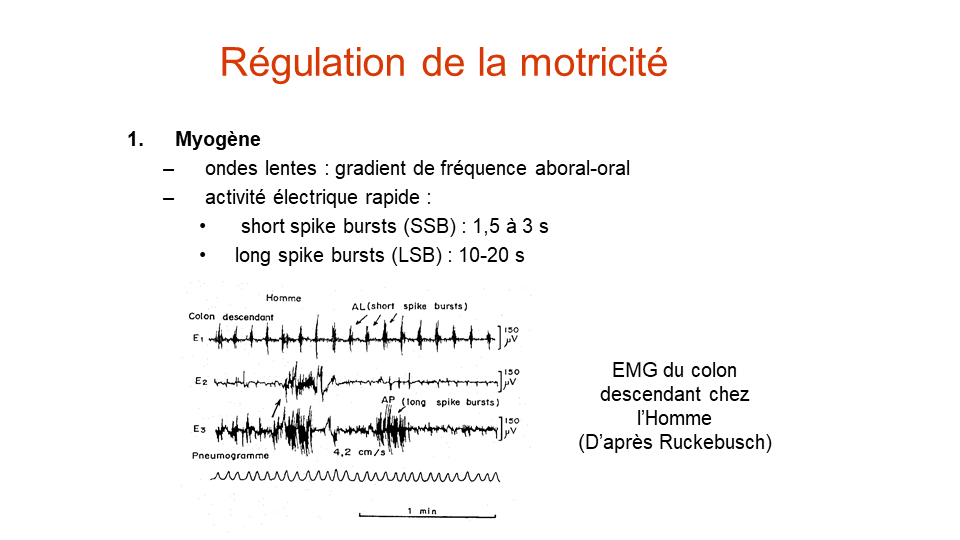 Régulation de la motricité
1. Myogène
– ondes lentes : gradient de fréquence aboral-oral
– activité électrique rapide :
• short spike bursts (SSB) : 1,5 à 3 s
• long spike bursts (LSB) : 10-20 s
Homme
AL (short spike bursts)
Colon descendant
E1
150
µV
E2
150
µV
AP (long spike bursts)
E3
150
µV
4,2 cm/s
Pneumogramme
1 min
EMG du colon
descendant chez
l’Homme
(D’après Ruckebusch)